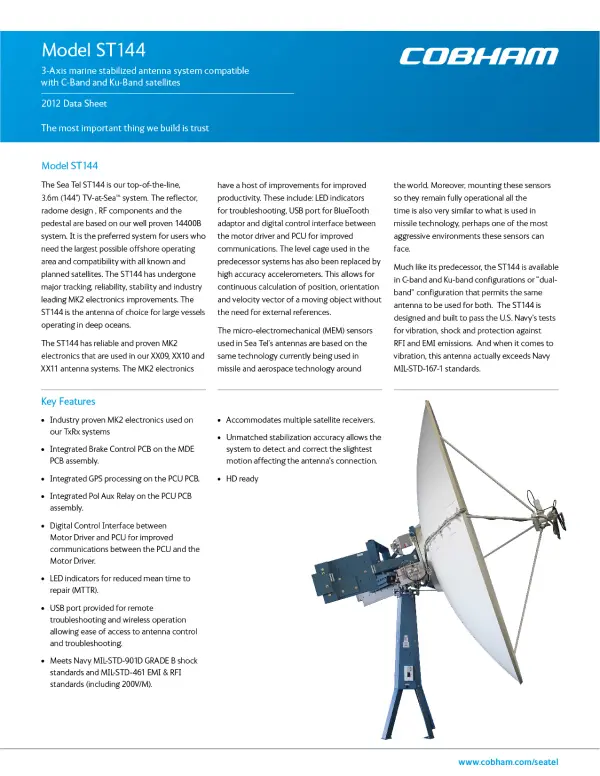 Model ST144
COBHAM
3-Axis marine stabilized antenna system compatible
with C-Band and Ku-Band satellites
2012 Data Sheet
The most important thing we build is trust
Model ST144
The Sea Tel ST144 is our top-of-the-line,
3.6m (144") TV-at-Sea™ system. The reflector,
radome design , RF components and the
pedestal are based on our well proven 14400B
system. It is the preferred system for users who
need the largest possible offshore operating
area and compatibility with all known and
planned satellites. The ST144 has undergone
major tracking, reliability, stability and industry
leading MK2 electronics improvements. The
ST144 is the antenna of choice for large vessels
operating in deep oceans.
The ST144 has reliable and proven MK2
electronics that are used in our XX09, XX10 and
XX11 antenna systems. The MK2 electronics
have a host of improvements for improved
productivity. These include: LED indicators
for troubleshooting, USB port for BlueTooth
adaptor and digital control interface between
the motor driver and PCU for improved
communications. The level cage used in the
predecessor systems has also been replaced by
high accuracy accelerometers. This allows for
continuous calculation of position, orientation
and velocity vector of a moving object without
the need for external references.
The micro-electromechanical (MEM) sensors
used in Sea Tel's antennas are based on the
same technology currently being used in
missile and aerospace technology around
the world. Moreover, mounting these sensors
so they remain fully operational all the
time is also very similar to what is used in
missile technology, perhaps one of the most
aggressive environments these sensors can
face.
Much like its predecessor, the ST144 is available
in C-band and Ku-band configurations or "dual-
band" configuration that permits the same
antenna to be used for both. The ST144 is
designed and built to pass the U.S. Navy's tests
for vibration, shock and protection against
RFI and EMI emissions. And when it comes to
vibration, this antenna actually exceeds Navy
MIL-STD-167-1 standards.
Key Features
• Industry proven MK2 electronics used on
our TxRx systems
• Integrated Brake Control PCB on the MDE
PCB assembly.
• Integrated GPS processing on the PCU PCB.
• Integrated Pol Aux Relay on the PCU PCB
assembly.
• Digital Control Interface between
Motor Driver and PCU for improved
communications between the PCU and the
Motor Driver.
• LED indicators for reduced mean time to
repair (MTTR).
• USB port provided for remote
troubleshooting and wireless operation
allowing ease of access to antenna control
and troubleshooting.
• Meets Navy MIL-STD-901D GRADE B shock
standards and MIL-STD-461 EMI & RFI
standards (including 200V/M).
• Accommodates multiple satellite receivers.
• Unmatched stabilization accuracy allows the
system to detect and correct the slightest
motion affecting the antenna's connection.
• HD ready
www.cobham.com/seatel